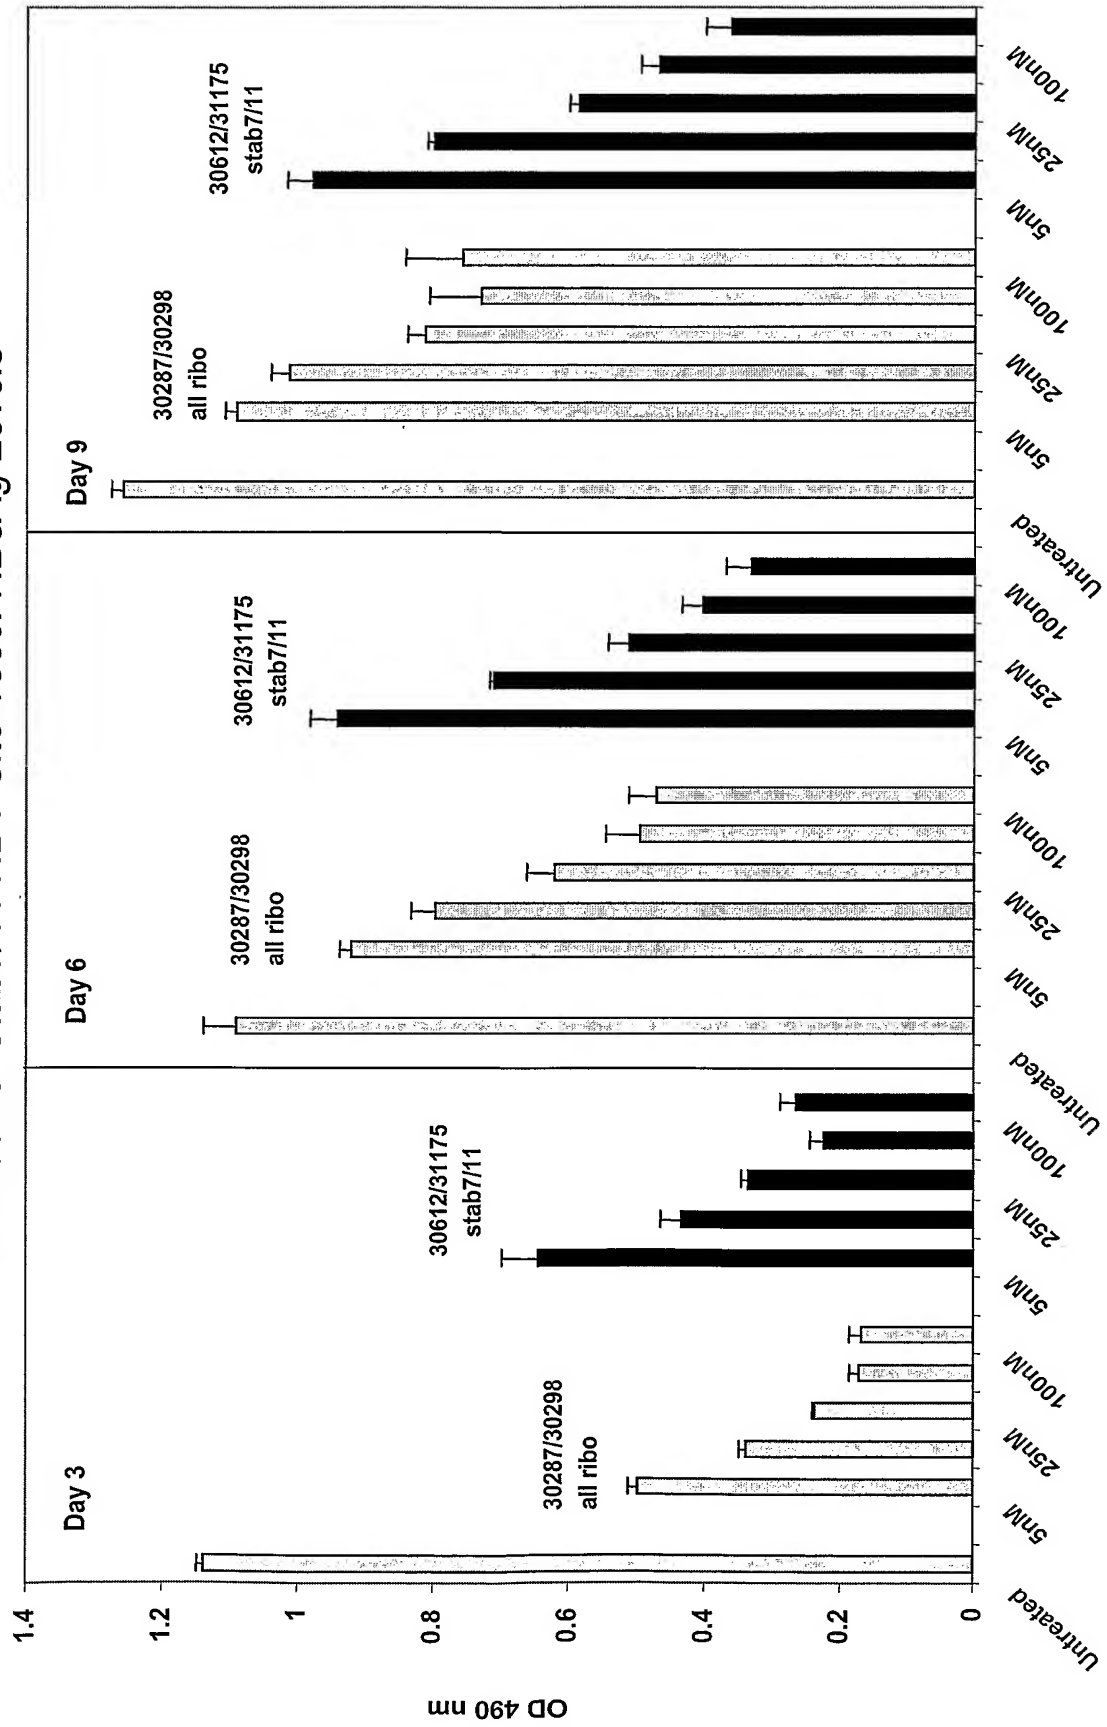 Day 3
Day 6
Day 9
30287/30298
all ribo
30612/31175
stab7/11
30287/30298
all ribo
30612/31175
stab7/11
30287/30298
all ribo
30612/31175
stab7/11
OD 490 nm
1.4
1.2
1
0.8
0.6
0.4
0.2
0
Untreated
5nM
25nM
100nM
5nM
25nM
100nM
Untreated
5nM
25nM
100nM
5nM
25nM
100nM
Untreated
5nM
25nM
100nM
5nM
25nM
100nM